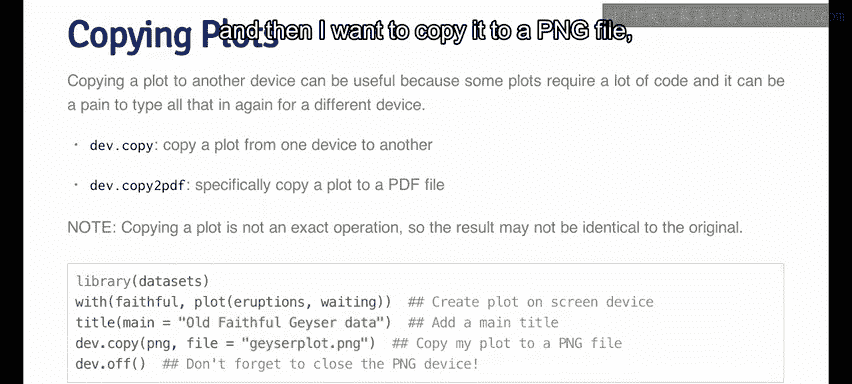 Copying Plots
and then I want to copy it to a PNG file,
Copying a plot to another device can be useful because some plots require a lot of code and it can be
a pain to type all that in again for a different device.
· dev.copy: copy a plot from one device to another
· dev.copy2pdf: specifically copy a plot to a PDF file
NOTE: Copying a plot is not an exact operation, so the result may not be identical to the original.
library(datasets)
with(faithful, plot(eruptions, waiting)) ## Create plot on screen device
title(main = "Old Faithful Geyser data") ## Add a main title
dev.copy(png, file = "geyserplot.png") ## Copy my plot to a PNG file
dev.off() ## Don't forget to close the PNG device!